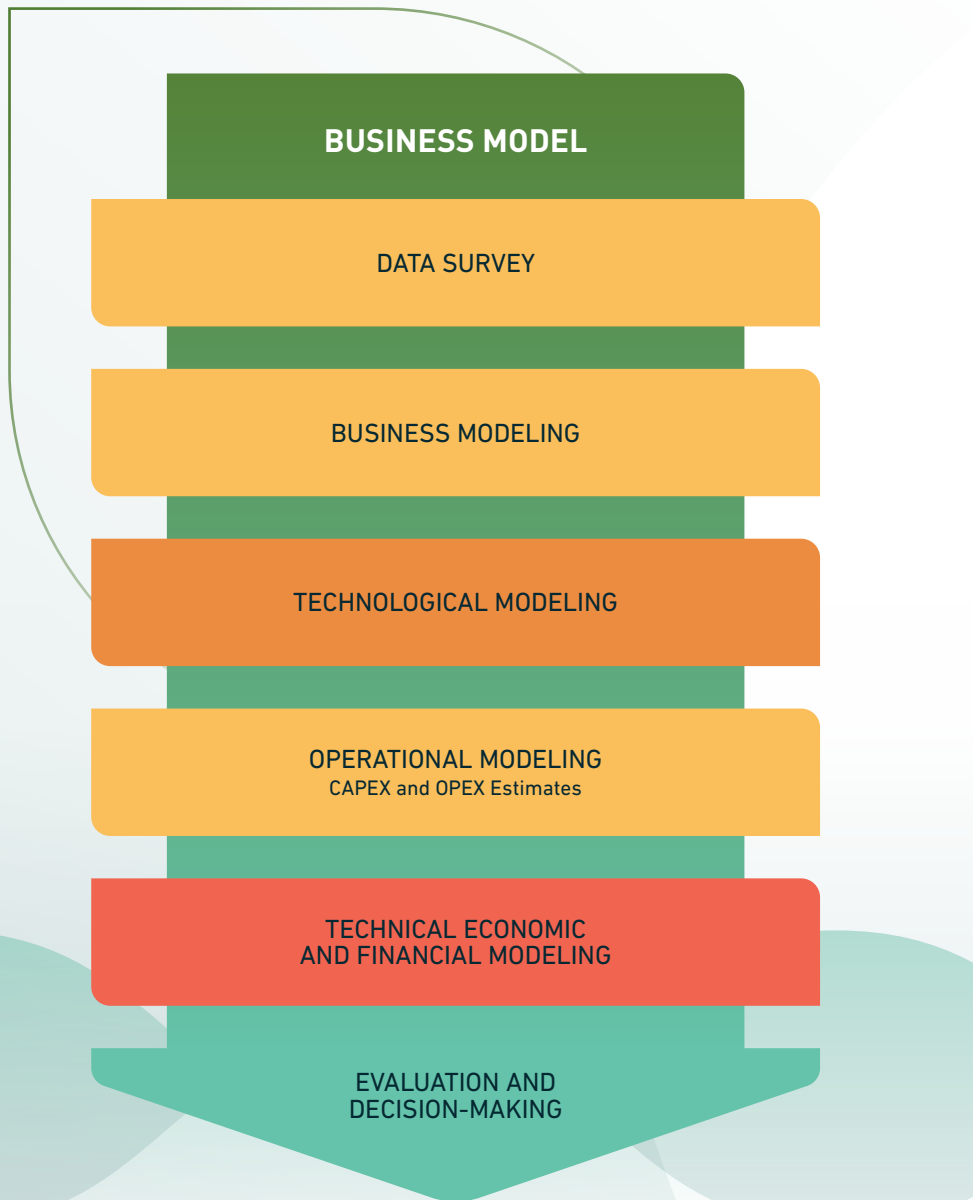 BUSINESS MODEL
DATA SURVEY
BUSINESS MODELING
TECHNOLOGICAL MODELING
OPERATIONAL MODELING
CAPEX and OPEX Estimates
TECHNICAL ECONOMIC
AND FINANCIAL MODELING
EVALUATION AND
DECISION-MAKING